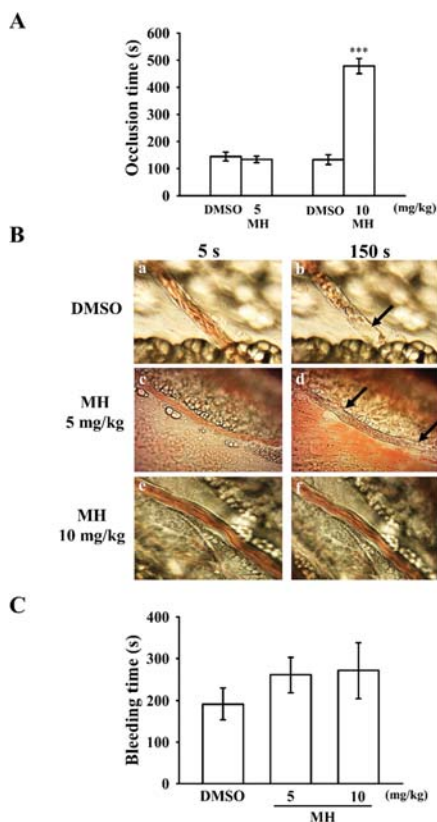 A
Occlusion time (s)
600
500
400
300
200
100
0
***
DMSO 5 DMSO 10 (mg/kg)
MH MH
B
5 s 150 s
DMSO
a b
MH
5 mg/kg
c d
MH
10 mg/kg
e f
C
Bleeding time (s)
400
300
200
100
0
DMSO 5 10 (mg/kg)
MH